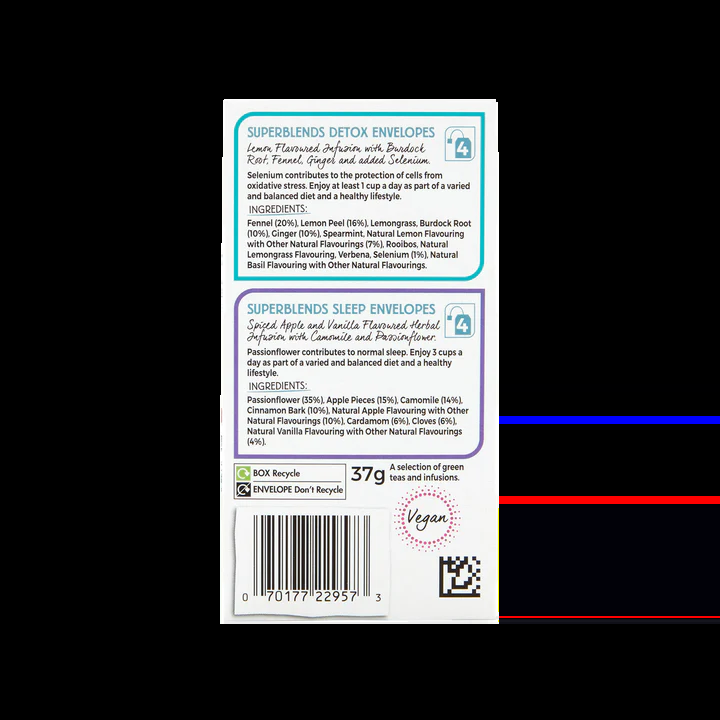 SUPERBLENDS DETOX ENVELOPES
4
Lemon Flavoured Infusion with Burdock
Root, Fennel, Ginger and added Selenium.
Selenium contributes to the protection of cells from
oxidative stress. Enjoy at least 1 cup a day as part of a varied
and balanced diet and a healthy lifestyle.
INGREDIENTS:
Fennel (20%), Lemon Peel (16%), Lemongrass, Burdock Root
(10%), Ginger (10%), Spearmint, Natural Lemon Flavouring
with Other Natural Flavourings (7%), Rooibos, Natural
Lemongrass Flavouring, Verbena, Selenium (1%), Natural
Basil Flavouring with Other Natural Flavourings.
SUPERBLENDS SLEEP ENVELOPES
4
Spiced Apple and Vanilla Flavoured Herbal
Infusion with Camomile and Passionflower.
Passionflower contributes to normal sleep. Enjoy 3 cups a
day as part of a varied and balanced diet and a healthy
lifestyle.
INGREDIENTS:
Passionflower (35%), Apple Pieces (15%), Camomile (14%),
Cinnamon Bark (10%), Natural Apple Flavouring with Other
Natural Flavourings (10%), Cardamom (6%), Cloves (6%),
Natural Vanilla Flavouring with Other Natural Flavourings
(4%).
BOX Recycle
ENVELOPE Don't Recycle
37g
A selection of green
teas and infusions.
Vegan
0 70177 22957 3